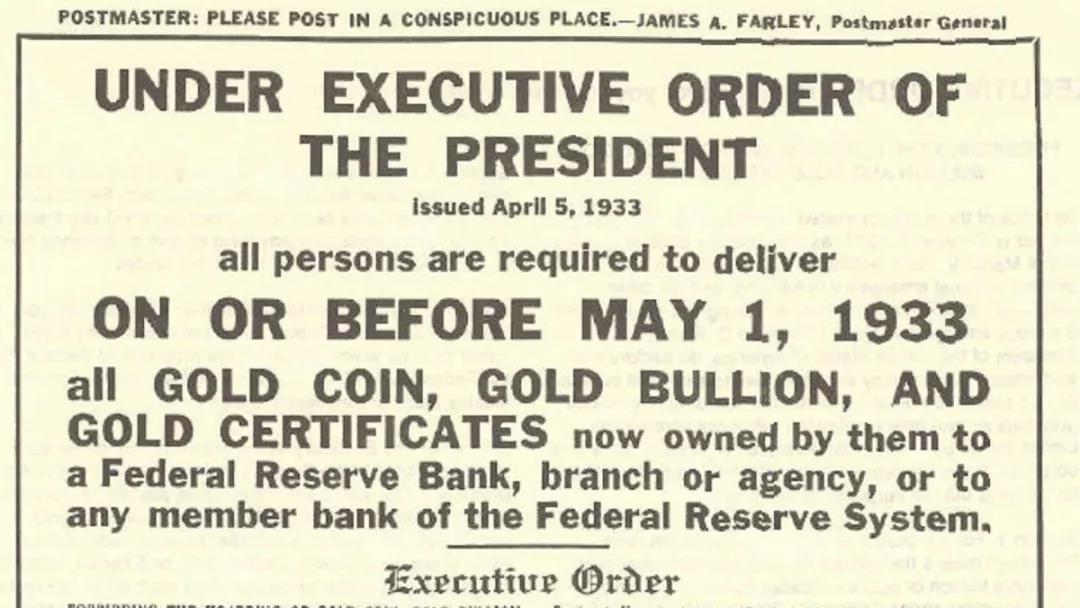 POSTMASTER: PLEASE POST IN A CONSPICUOUS PLACE.—JAMES A. FARLEY, Postmaster General
UNDER EXECUTIVE ORDER OF
THE PRESIDENT
issued April 5, 1933
all persons are required to deliver
ON OR BEFORE MAY 1, 1933
all GOLD COIN, GOLD BULLION, AND
GOLD CERTIFICATES now owned by them to
a Federal Reserve Bank, branch or agency, or to
any member bank of the Federal Reserve System.
Executive Order